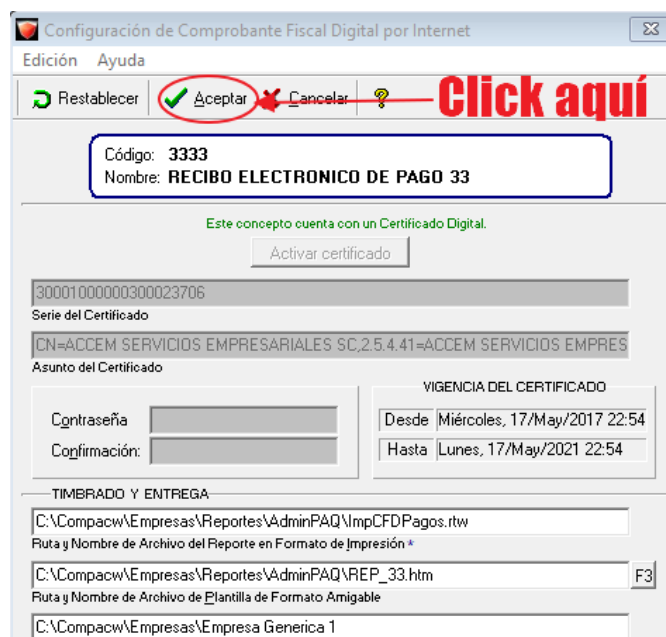 Configuración de Comprobante Fiscal Digital por Internet
Edición Ayuda
Restablecer Aceptar Cancelar Click aquí
Código: 3333
Nombre: RECIBO ELECTRONICO DE PAGO 33
Este concepto cuenta con un Certificado Digital.
Activar certificado
30001000000300023706
Serie del Certificado
CN=ACCEM SERVICIOS EMPRESARIALES SC,2.5.4.41=ACCEM SERVICIOS EMPRES
Asunto del Certificado
VIGENCIA DEL CERTIFICADO
Contraseña
Desde Miércoles, 17/May/2017 22:54
Confirmación:
Hasta Lunes, 17/May/2021 22:54
TIMBRADO Y ENTREGA
C:\Compacw\Empresas\Reportes\AdminPAQ\ImpCFDPagos.rtw
Ruta y Nombre de Archivo del Reporte en Formato de Impresión *
C:\Compacw\Empresas\Reportes\AdminPAQ\REP_33.htm F3
Ruta y Nombre de Archivo de Plantilla de Formato Amigable
C:\Compacw\Empresas\Empresa Generica 1